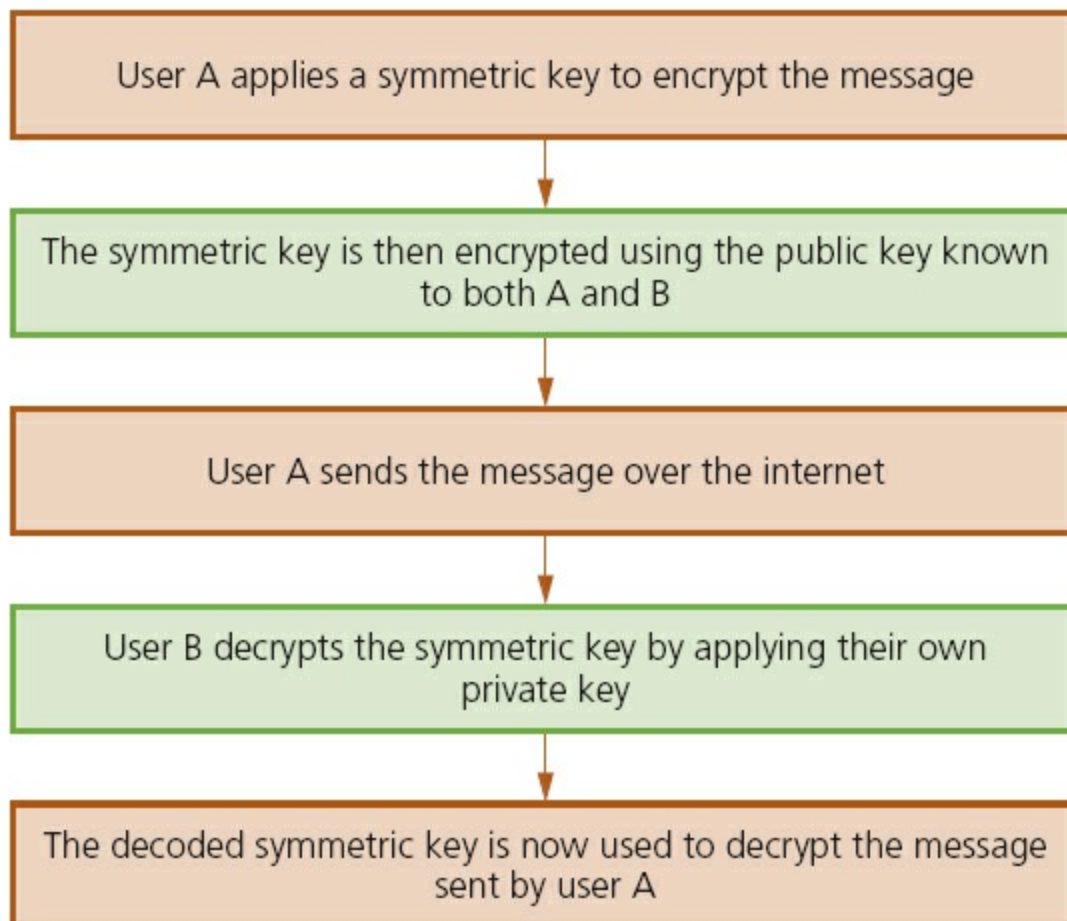 User A applies a symmetric key to encrypt the message
The symmetric key is then encrypted using the public key known
to both A and B
User A sends the message over the internet
User B decrypts the symmetric key by applying their own
private key
The decoded symmetric key is now used to decrypt the message
sent by user A